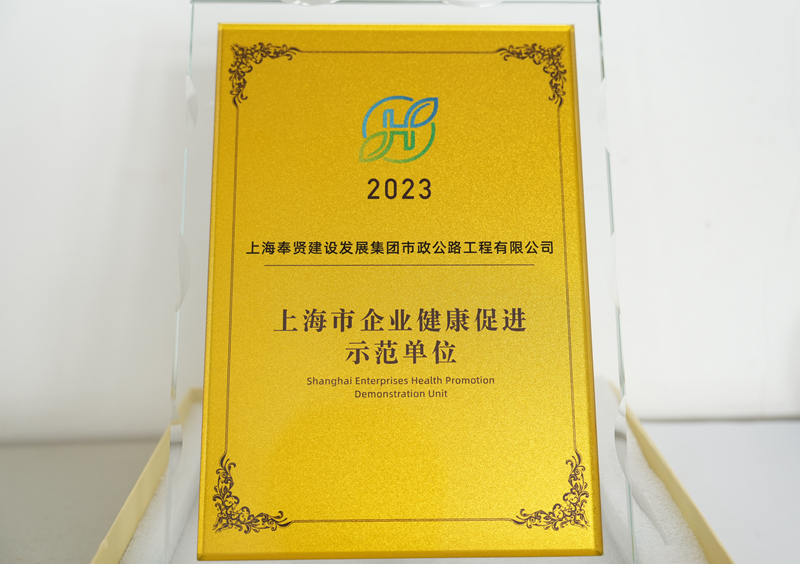 2023
上海奉贤建设发展集团市政公路工程有限公司
上海市企业健康促进
示范单位
Shanghai Enterprises Health Promotion
Demonstration Unit